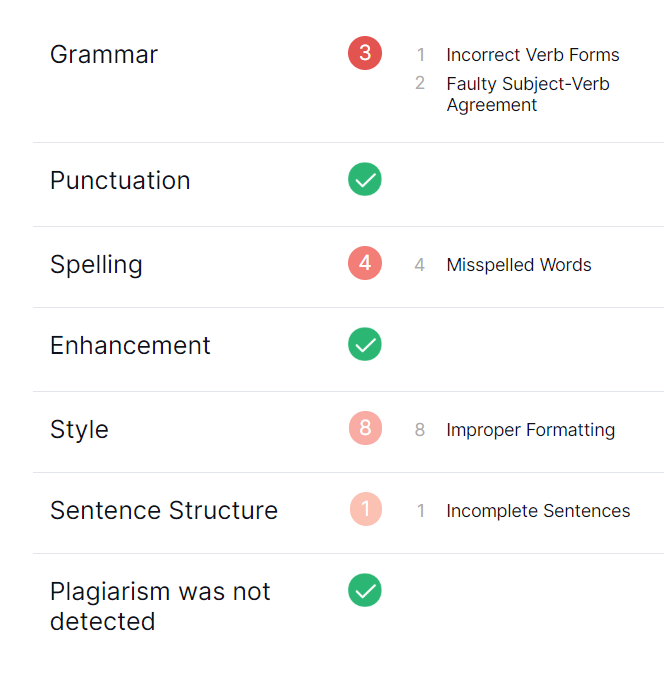 Grammar 3 1 Incorrect Verb Forms
2 Faulty Subject-Verb
Agreement
Punctuation
Spelling 4 4 Misspelled Words
Enhancement
Style 8 8 Improper Formatting
Sentence Structure 1 1 Incomplete Sentences
Plagiarism was not
detected